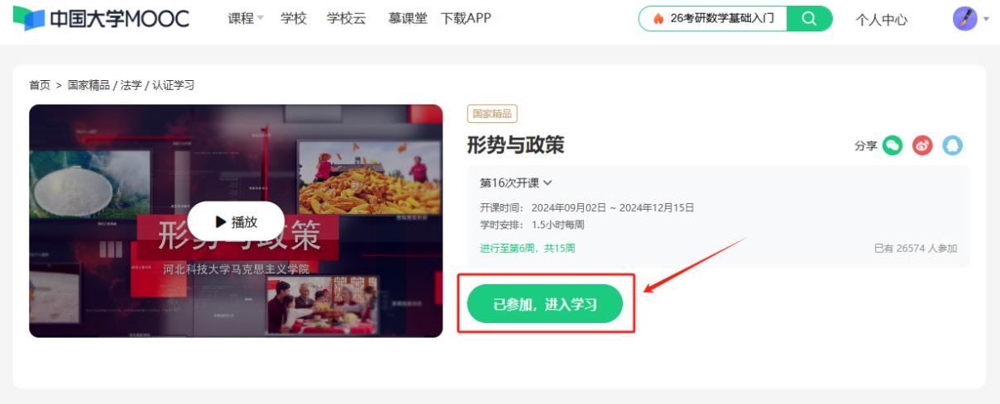 中国大学MOOC
课程 学校 学校云 慕课堂 下载APP
26考研数学基础入门
个人中心
首页 > 国家精品 / 法学 / 认证学习
播放
形势与政策
河北科技大学马克思主义学院
国家精品
形势与政策
分享
第16次开课
开课时间： 2024年09月02日 ~ 2024年12月15日
学时安排： 1.5小时每周
进行至第6周，共15周
已有 26574 人参加
已参加，进入学习